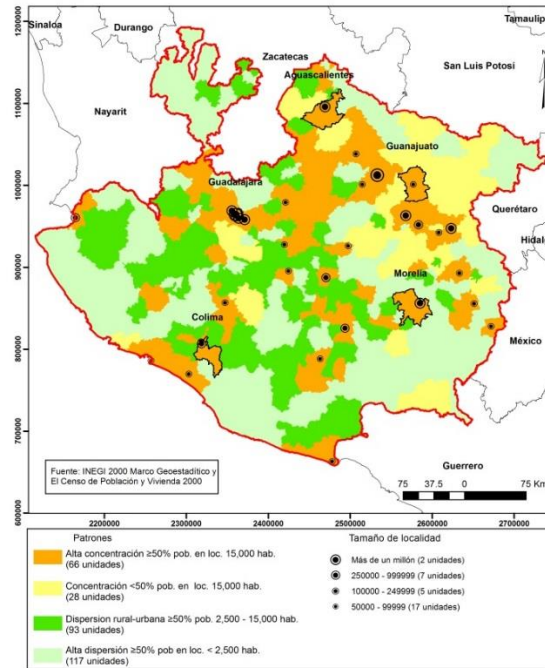 Sinaloa
Durango
Zacatecas
Tamaulip
San Luis Potosi
Aguascalientes
Nayarit
Guanajuato
Guadalajara
Querétaro
Hidalg
Morelia
Colima
México
Guerrero
1200000
1100000
1000000
900000
800000
700000
600000
Fuente: INEGI 2000 Marco Geoestadítico y
El Censo de Población y Vivienda 2000
75 37.5 0 75 Km
2200000 2300000 2400000 2500000 2600000 2700000
Patrones
Alta concentración ≥50% pob. en loc. 15,000 hab.
(66 unidades)
Concentración <50% pob. en loc. 15,000 hab.
(28 unidades)
Dispersion rural-urbana ≥50% pob. 2,500 - 15,000 hab.
(93 unidades)
Alta dispersión ≥50% pob en loc. < 2,500 hab.
(117 unidades)
Tamaño de localidad
Más de un millón (2 unidades)
250000 - 999999 (7 unidades)
100000 - 249999 (5 unidades)
50000 - 99999 (17 unidades)